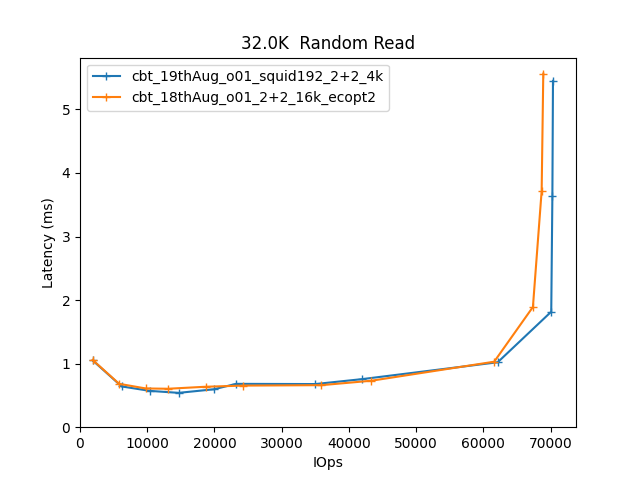 32.0K  Random Read
cbt_19thAug_o01_squid192_2+2_4k
cbt_18thAug_o01_2+2_16k_ecopt2
Latency (ms)
5
4
3
2
1
0
0 10000 20000 30000 40000 50000 60000 70000
IOps